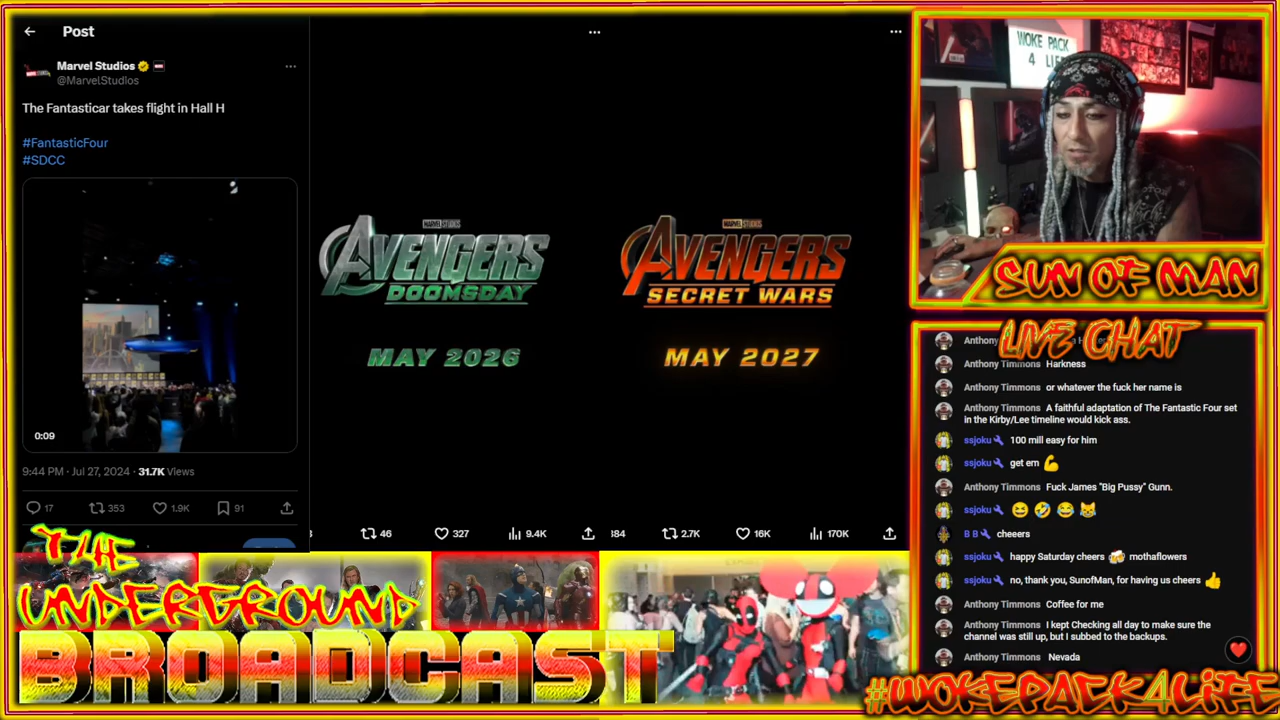 Post
Marvel Studios
@MarvelStudios
The Fantasticar takes flight in Hall H
#FantasticFour
#SDCC
0:09
9:44 PM · Jul 27, 2024 · 31.7K Views
17
353
1.9K
91
MARVEL STUDIOS
AVENGERS
DOOMSDAY
MAY 2026
46
327
9.4K
MARVEL STUDIOS
AVENGERS
SECRET WARS
MAY 2027
384
2.7K
16K
170K
WOKE PACK
4 LIFE
SUN OF MAN
LIVE CHAT
Anthony
Anthony Timmons Harkness
Anthony Timmons or whatever the fuck her name is
Anthony Timmons A faithful adaptation of The Fantastic Four set
in the Kirby/Lee timeline would kick ass.
ssjoku 100 mill easy for him
ssjoku get em 💪
Anthony Timmons Fuck James "Big Pussy" Gunn.
ssjoku 😆 🤣 😂 😹
B B cheeers
ssjoku happy Saturday cheers 🍻 mothaflowers
ssjoku no, thank you, SunofMan, for having us cheers 👍
Anthony Timmons Coffee for me
Anthony Timmons I kept Checking all day to make sure the
channel was still up, but I subbed to the backups.
Anthony Timmons Nevada
THE
UNDERGROUND
BROADCAST
#WOKEPACK4LIFE